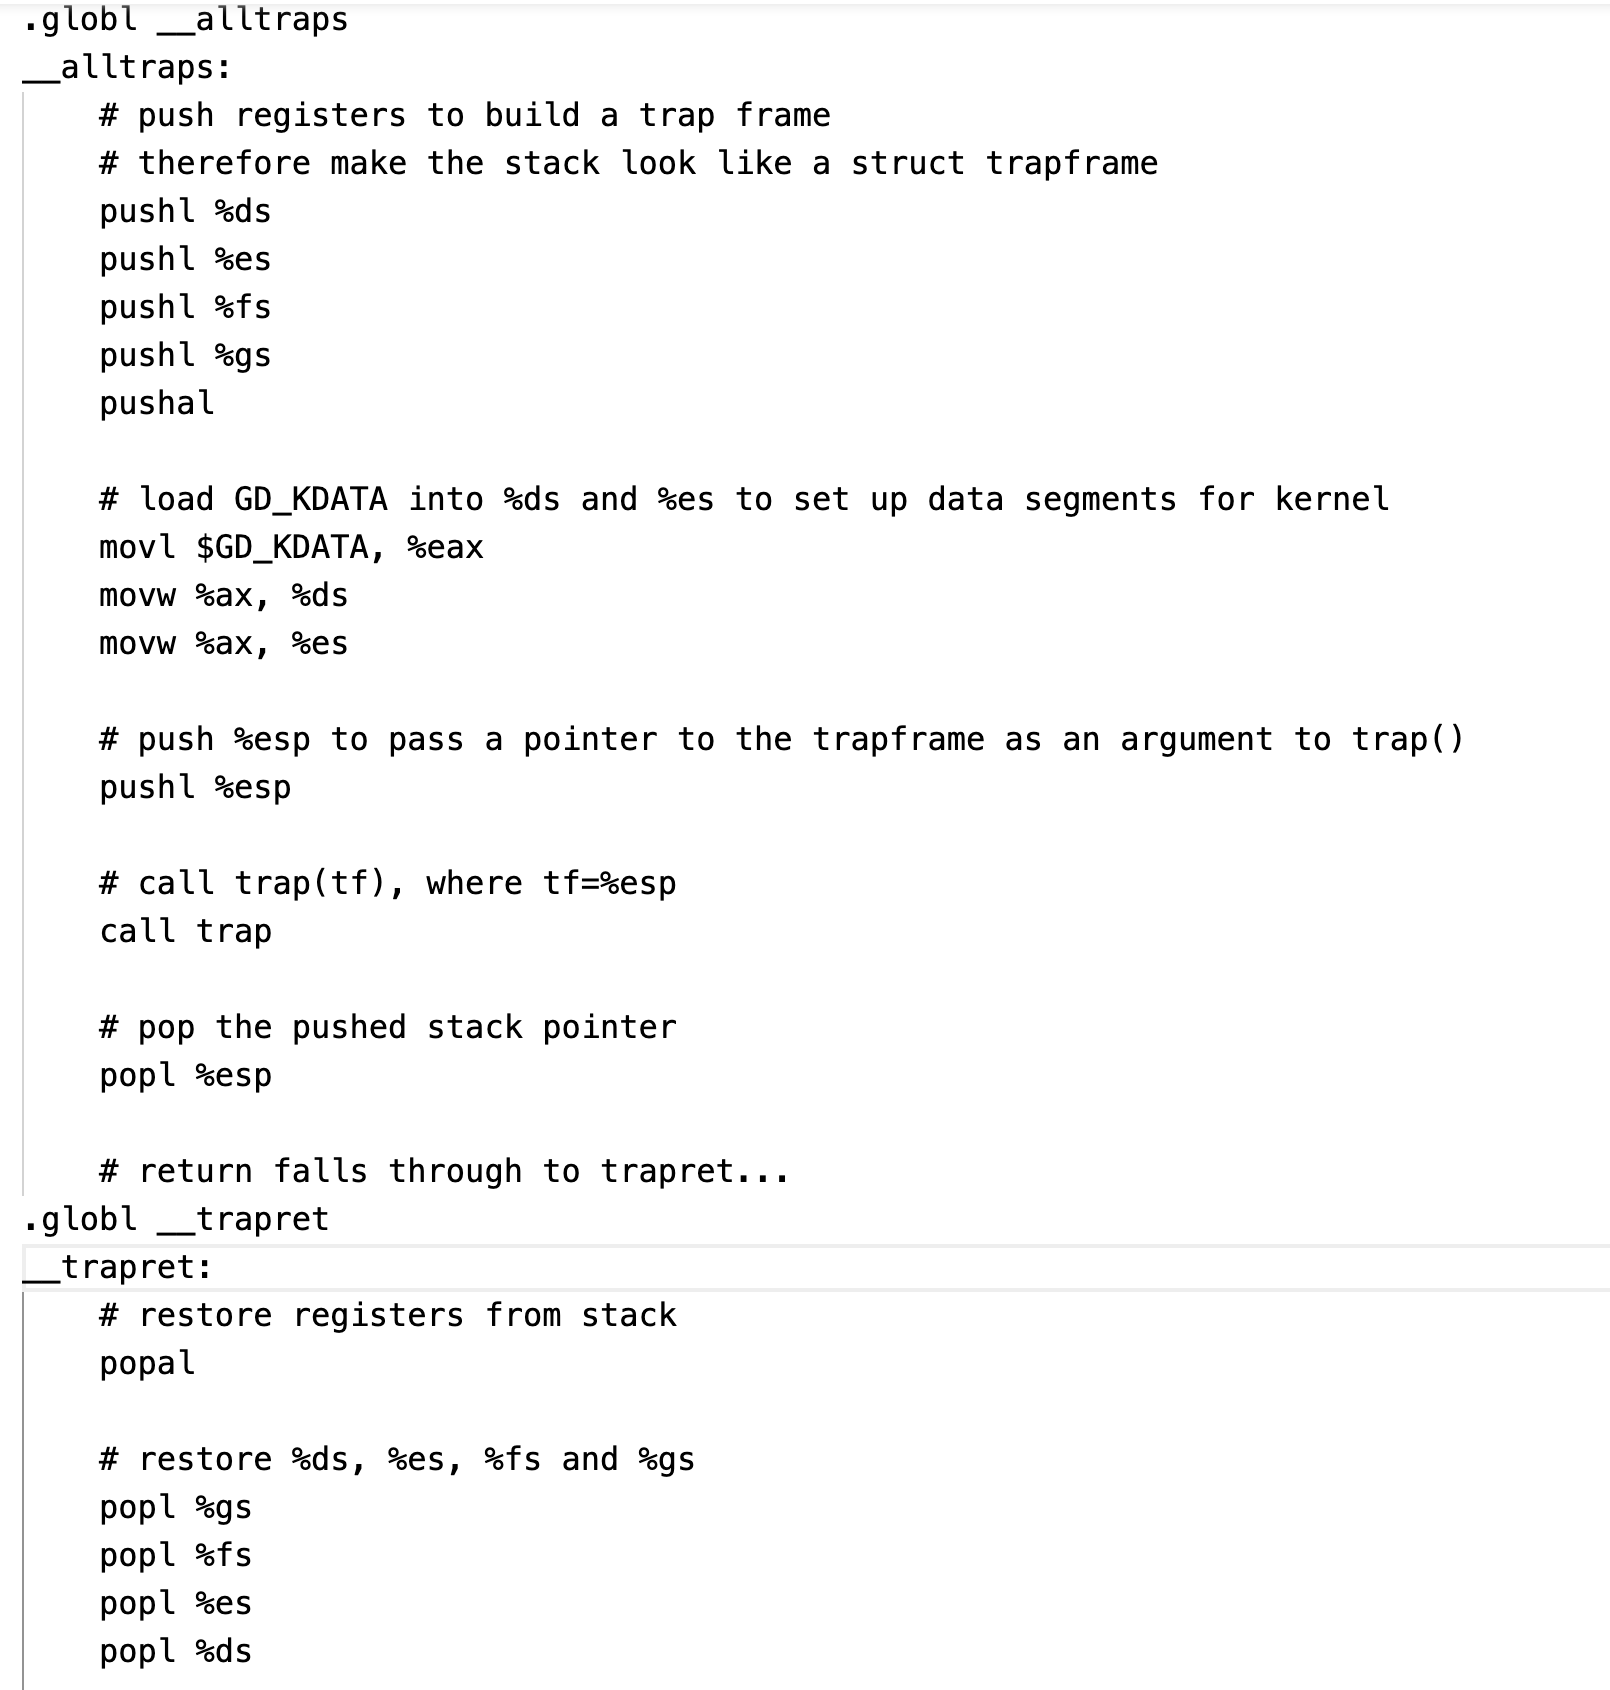 .globl __alltraps
__alltraps:
    # push registers to build a trap frame
    # therefore make the stack look like a struct trapframe
    pushl %ds
    pushl %es
    pushl %fs
    pushl %gs
    pushal

    # load GD_KDATA into %ds and %es to set up data segments for kernel
    movl $GD_KDATA, %eax
    movw %ax, %ds
    movw %ax, %es

    # push %esp to pass a pointer to the trapframe as an argument to trap()
    pushl %esp

    # call trap(tf), where tf=%esp
    call trap

    # pop the pushed stack pointer
    popl %esp

    # return falls through to trapret...
.globl __trapret
__trapret:
    # restore registers from stack
    popal

    # restore %ds, %es, %fs and %gs
    popl %gs
    popl %fs
    popl %es
    popl %ds